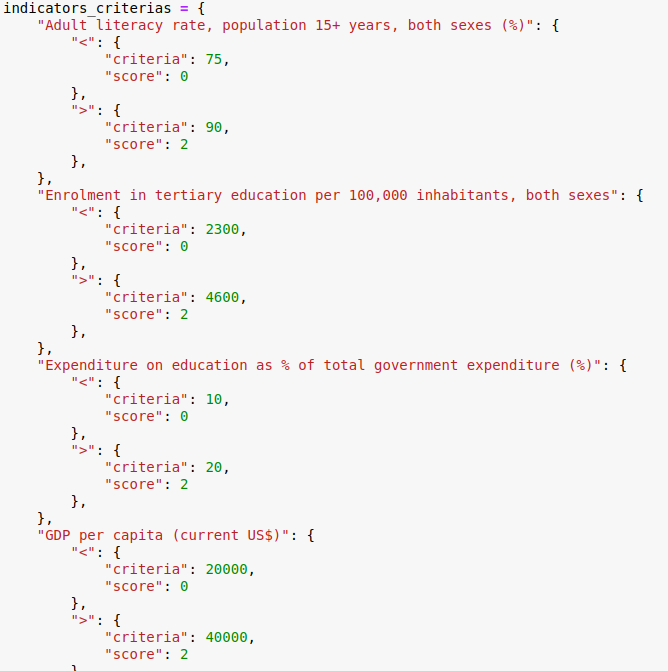 indicators_criterias = {
    "Adult literacy rate, population 15+ years, both sexes (%)": {
        "<": {
            "criteria": 75,
            "score": 0
        },
        ">": {
            "criteria": 90,
            "score": 2
        },
    },
    "Enrolment in tertiary education per 100,000 inhabitants, both sexes": {
        "<": {
            "criteria": 2300,
            "score": 0
        },
        ">": {
            "criteria": 4600,
            "score": 2
        },
    },
    "Expenditure on education as % of total government expenditure (%)": {
        "<": {
            "criteria": 10,
            "score": 0
        },
        ">": {
            "criteria": 20,
            "score": 2
        },
    },
    "GDP per capita (current US$)": {
        "<": {
            "criteria": 20000,
            "score": 0
        },
        ">": {
            "criteria": 40000,
            "score": 2